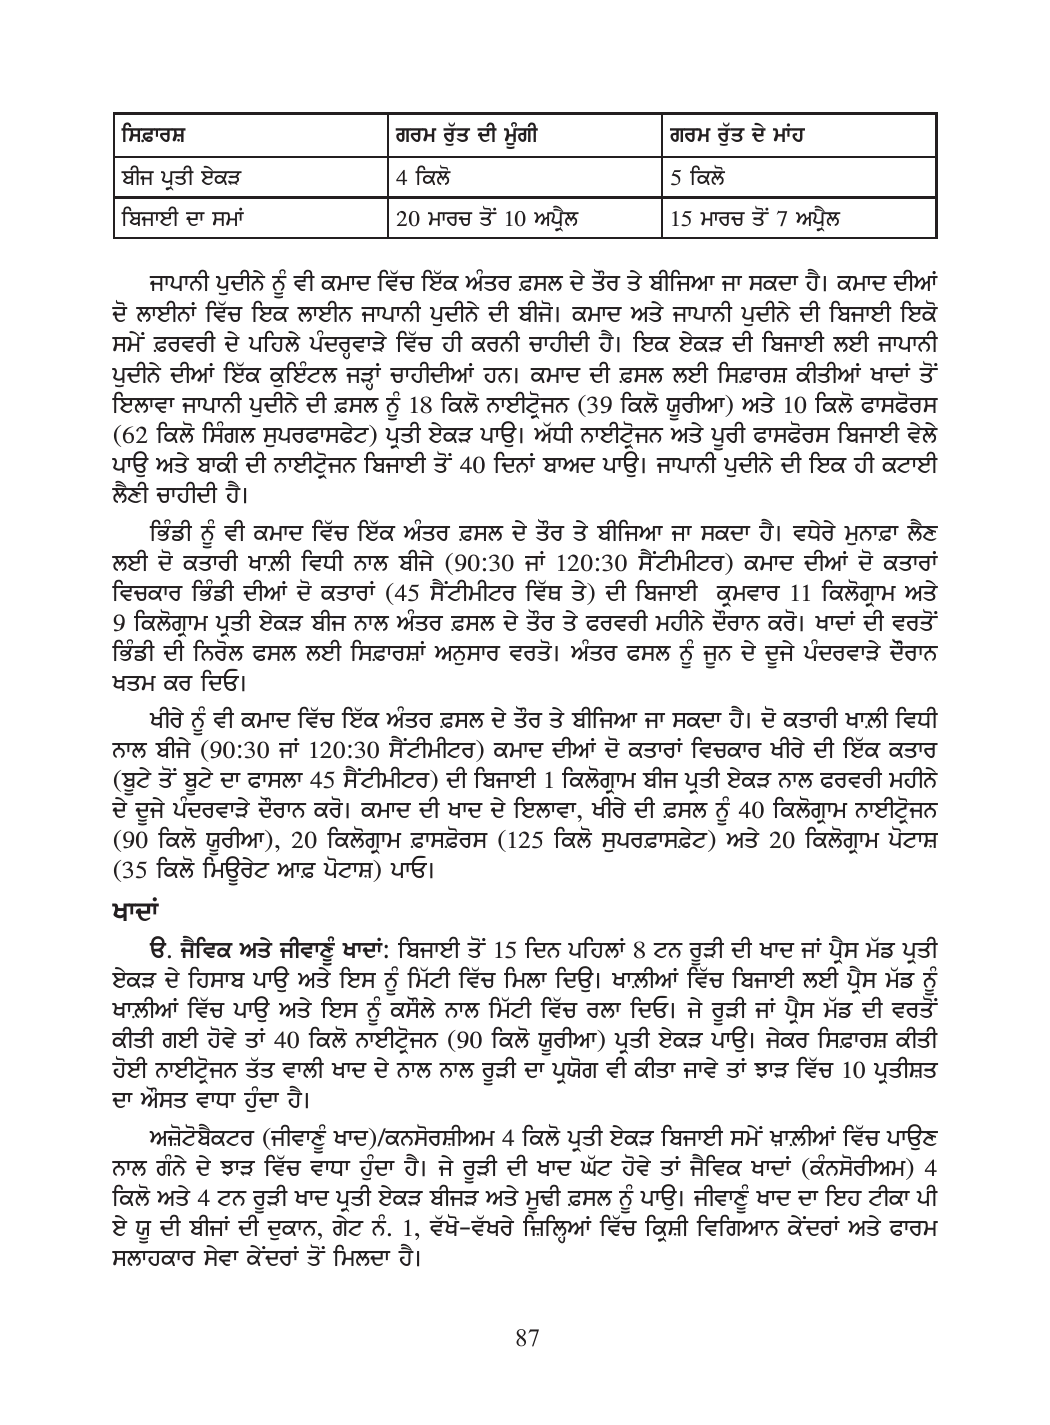 ਸਿਫ਼ਾਰਸ਼ ਗਰਮ ਰੁੱਤ ਦੀ ਮੂੰਗੀ ਗਰਮ ਰੁੱਤ ਦੇ ਮਾਂਹ
ਬੀਜ ਪ੍ਰਤੀ ਏਕੜ 4 ਕਿਲੋ 5 ਕਿਲੋ
ਬਿਜਾਈ ਦਾ ਸਮਾਂ 20 ਮਾਰਚ ਤੋਂ 10 ਅਪ੍ਰੈਲ 15 ਮਾਰਚ ਤੋਂ 7 ਅਪ੍ਰੈਲ
ਜਾਪਾਨੀ ਪੁਦੀਨੇ ਨੂੰ ਵੀ ਕਮਾਦ ਵਿੱਚ ਇੱਕ ਅੰਤਰ ਫ਼ਸਲ ਦੇ ਤੌਰ ਤੇ ਬੀਜਿਆ ਜਾ ਸਕਦਾ ਹੈ। ਕਮਾਦ ਦੀਆਂ
ਦੋ ਲਾਈਨਾਂ ਵਿੱਚ ਇਕ ਲਾਈਨ ਜਾਪਾਨੀ ਪੁਦੀਨੇ ਦੀ ਬੀਜੋ। ਕਮਾਦ ਅਤੇ ਜਾਪਾਨੀ ਪੁਦੀਨੇ ਦੀ ਬਿਜਾਈ ਇਕੋ
ਸਮੇਂ ਫ਼ਰਵਰੀ ਦੇ ਪਹਿਲੇ ਪੰਦਰ੍ਹਵਾੜੇ ਵਿੱਚ ਹੀ ਕਰਨੀ ਚਾਹੀਦੀ ਹੈ। ਇਕ ਏਕੜ ਦੀ ਬਿਜਾਈ ਲਈ ਜਾਪਾਨੀ
ਪੁਦੀਨੇ ਦੀਆਂ ਇੱਕ ਕੁਇੰਟਲ ਜੜ੍ਹਾਂ ਚਾਹੀਦੀਆਂ ਹਨ। ਕਮਾਦ ਦੀ ਫ਼ਸਲ ਲਈ ਸਿਫ਼ਾਰਸ਼ ਕੀਤੀਆਂ ਖਾਦਾਂ ਤੋਂ
ਇਲਾਵਾ ਜਾਪਾਨੀ ਪੁਦੀਨੇ ਦੀ ਫ਼ਸਲ ਨੂੰ 18 ਕਿਲੋ ਨਾਈਟ੍ਰੋਜਨ (39 ਕਿਲੋ ਯੂਰੀਆ) ਅਤੇ 10 ਕਿਲੋ ਫਾਸਫੋਰਸ
(62 ਕਿਲੋ ਸਿੰਗਲ ਸੁਪਰਫਾਸਫੇਟ) ਪ੍ਰਤੀ ਏਕੜ ਪਾਉ। ਅੱਧੀ ਨਾਈਟ੍ਰੋਜਨ ਅਤੇ ਪੂਰੀ ਫਾਸਫੋਰਸ ਬਿਜਾਈ ਵੇਲੇ
ਪਾਉ ਅਤੇ ਬਾਕੀ ਦੀ ਨਾਈਟ੍ਰੋਜਨ ਬਿਜਾਈ ਤੋਂ 40 ਦਿਨਾਂ ਬਾਅਦ ਪਾਉ। ਜਾਪਾਨੀ ਪੁਦੀਨੇ ਦੀ ਇਕ ਹੀ ਕਟਾਈ
ਲੈਣੀ ਚਾਹੀਦੀ ਹੈ।
ਭਿੰਡੀ ਨੂੰ ਵੀ ਕਮਾਦ ਵਿੱਚ ਇੱਕ ਅੰਤਰ ਫ਼ਸਲ ਦੇ ਤੌਰ ਤੇ ਬੀਜਿਆ ਜਾ ਸਕਦਾ ਹੈ। ਵਧੇਰੇ ਮੁਨਾਫ਼ਾ ਲੈਣ
ਲਈ ਦੋ ਕਤਾਰੀ ਖਾਲ਼ੀ ਵਿਧੀ ਨਾਲ ਬੀਜੇ (90:30 ਜਾਂ 120:30 ਸੈਂਟੀਮੀਟਰ) ਕਮਾਦ ਦੀਆਂ ਦੋ ਕਤਾਰਾਂ
ਵਿਚਕਾਰ ਭਿੰਡੀ ਦੀਆਂ ਦੋ ਕਤਾਰਾਂ (45 ਸੈਂਟੀਮੀਟਰ ਵਿੱਥ ਤੇ) ਦੀ ਬਿਜਾਈ ਕ੍ਰਮਵਾਰ 11 ਕਿਲੋਗ੍ਰਾਮ ਅਤੇ
9 ਕਿਲੋਗ੍ਰਾਮ ਪ੍ਰਤੀ ਏਕੜ ਬੀਜ ਨਾਲ ਅੰਤਰ ਫ਼ਸਲ ਦੇ ਤੌਰ ਤੇ ਫਰਵਰੀ ਮਹੀਨੇ ਦੌਰਾਨ ਕਰੋ। ਖਾਦਾਂ ਦੀ ਵਰਤੋਂ
ਭਿੰਡੀ ਦੀ ਨਿਰੋਲ ਫਸਲ ਲਈ ਸਿਫ਼ਾਰਸ਼ਾਂ ਅਨੁਸਾਰ ਵਰਤੋ। ਅੰਤਰ ਫਸਲ ਨੂੰ ਜੂਨ ਦੇ ਦੂਜੇ ਪੰਦਰਵਾੜੇ ਦੌਰਾਨ
ਖਤਮ ਕਰ ਦਿਓ।
ਖੀਰੇ ਨੂੰ ਵੀ ਕਮਾਦ ਵਿੱਚ ਇੱਕ ਅੰਤਰ ਫ਼ਸਲ ਦੇ ਤੌਰ ਤੇ ਬੀਜਿਆ ਜਾ ਸਕਦਾ ਹੈ। ਦੋ ਕਤਾਰੀ ਖਾਲ਼ੀ ਵਿਧੀ
ਨਾਲ ਬੀਜੇ (90:30 ਜਾਂ 120:30 ਸੈਂਟੀਮੀਟਰ) ਕਮਾਦ ਦੀਆਂ ਦੋ ਕਤਾਰਾਂ ਵਿਚਕਾਰ ਖੀਰੇ ਦੀ ਇੱਕ ਕਤਾਰ
(ਬੂਟੇ ਤੋਂ ਬੂਟੇ ਦਾ ਫਾਸਲਾ 45 ਸੈਂਟੀਮੀਟਰ) ਦੀ ਬਿਜਾਈ 1 ਕਿਲੋਗ੍ਰਾਮ ਬੀਜ ਪ੍ਰਤੀ ਏਕੜ ਨਾਲ ਫਰਵਰੀ ਮਹੀਨੇ
ਦੇ ਦੂਜੇ ਪੰਦਰਵਾੜੇ ਦੌਰਾਨ ਕਰੋ। ਕਮਾਦ ਦੀ ਖਾਦ ਦੇ ਇਲਾਵਾ, ਖੀਰੇ ਦੀ ਫ਼ਸਲ ਨੂੰ 40 ਕਿਲੋਗ੍ਰਾਮ ਨਾਈਟ੍ਰੋਜਨ
(90 ਕਿਲੋ ਯੂਰੀਆ), 20 ਕਿਲੋਗ੍ਰਾਮ ਫ਼ਾਸਫ਼ੋਰਸ (125 ਕਿਲੋ ਸੁਪਰਫ਼ਾਸਫ਼ੇਟ) ਅਤੇ 20 ਕਿਲੋਗ੍ਰਾਮ ਪੋਟਾਸ਼
(35 ਕਿਲੋ ਮਿਊਰੇਟ ਆਫ਼ ਪੋਟਾਸ਼) ਪਾਓ।
ਖਾਦਾਂ
ੳ. ਜੈਵਿਕ ਅਤੇ ਜੀਵਾਣੂੰ ਖਾਦਾਂ: ਬਿਜਾਈ ਤੋਂ 15 ਦਿਨ ਪਹਿਲਾਂ 8 ਟਨ ਰੂੜੀ ਦੀ ਖਾਦ ਜਾਂ ਪ੍ਰੈਸ ਮੱਡ ਪ੍ਰਤੀ
ਏਕੜ ਦੇ ਹਿਸਾਬ ਪਾਉ ਅਤੇ ਇਸ ਨੂੰ ਮਿੱਟੀ ਵਿੱਚ ਮਿਲਾ ਦਿਉ। ਖਾਲ਼ੀਆਂ ਵਿੱਚ ਬਿਜਾਈ ਲਈ ਪ੍ਰੈਸ ਮੱਡ ਨੂੰ
ਖਾਲ਼ੀਆਂ ਵਿੱਚ ਪਾਉ ਅਤੇ ਇਸ ਨੂੰ ਕਸੌਲੇ ਨਾਲ ਮਿੱਟੀ ਵਿੱਚ ਰਲਾ ਦਿਓ। ਜੇ ਰੂੜੀ ਜਾਂ ਪ੍ਰੈਸ ਮੱਡ ਦੀ ਵਰਤੋਂ
ਕੀਤੀ ਗਈ ਹੋਵੇ ਤਾਂ 40 ਕਿਲੋ ਨਾਈਟ੍ਰੋਜਨ (90 ਕਿਲੋ ਯੂਰੀਆ) ਪ੍ਰਤੀ ਏਕੜ ਪਾਉ। ਜੇਕਰ ਸਿਫ਼ਾਰਸ਼ ਕੀਤੀ
ਹੋਈ ਨਾਈਟ੍ਰੋਜਨ ਤੱਤ ਵਾਲੀ ਖਾਦ ਦੇ ਨਾਲ ਨਾਲ ਰੂੜੀ ਦਾ ਪ੍ਰਯੋਗ ਵੀ ਕੀਤਾ ਜਾਵੇ ਤਾਂ ਝਾੜ ਵਿੱਚ 10 ਪ੍ਰਤੀਸ਼ਤ
ਦਾ ਔਸਤ ਵਾਧਾ ਹੁੰਦਾ ਹੈ।
ਅਜ਼ੋਟੋਬੈਕਟਰ (ਜੀਵਾਣੂੰ ਖਾਦ)/ਕਨਸੋਰਸ਼ੀਅਮ 4 ਕਿਲੋ ਪ੍ਰਤੀ ਏਕੜ ਬਿਜਾਈ ਸਮੇਂ ਖ਼ਾਲ਼ੀਆਂ ਵਿੱਚ ਪਾਉਣ
ਨਾਲ ਗੰਨੇ ਦੇ ਝਾੜ ਵਿੱਚ ਵਾਧਾ ਹੁੰਦਾ ਹੈ। ਜੇ ਰੂੜੀ ਦੀ ਖਾਦ ਘੱਟ ਹੋਵੇ ਤਾਂ ਜੈਵਿਕ ਖਾਦਾਂ (ਕੰਨਸੋਰੀਅਮ) 4
ਕਿਲੋ ਅਤੇ 4 ਟਨ ਰੂੜੀ ਖਾਦ ਪ੍ਰਤੀ ਏਕੜ ਬੀਜੜ ਅਤੇ ਮੂਢੀ ਫ਼ਸਲ ਨੂੰ ਪਾਉ। ਜੀਵਾਣੂੰ ਖਾਦ ਦਾ ਇਹ ਟੀਕਾ ਪੀ
ਏ ਯੂ ਦੀ ਬੀਜਾਂ ਦੀ ਦੁਕਾਨ, ਗੇਟ ਨੰ. 1, ਵੱਖੋ-ਵੱਖਰੇ ਜ਼ਿਲ੍ਹਿਆਂ ਵਿੱਚ ਕ੍ਰਿਸ਼ੀ ਵਿਗਿਆਨ ਕੇਂਦਰਾਂ ਅਤੇ ਫਾਰਮ
ਸਲਾਹਕਾਰ ਸੇਵਾ ਕੇਂਦਰਾਂ ਤੋਂ ਮਿਲਦਾ ਹੈ।
87